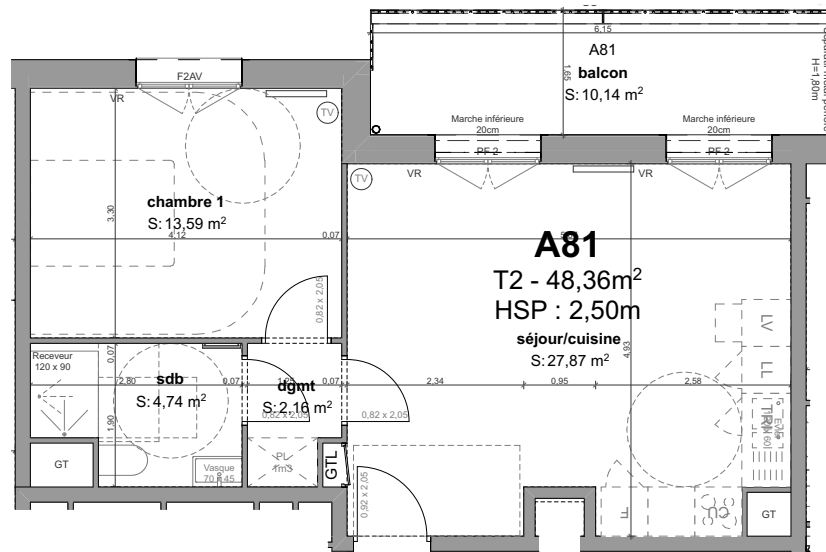 6.15
A81
balcon
S: 10,14 m²
1,65
H=1,80m
F2AV
VR
TV
Marche inférieure
20cm
PF 2
VR
Marche inférieure
20cm
PF 2
VR
TV
chambre 1
S: 13,59 m²
3,30
4,12
0,07
0,82 x 2,05
A81
T2 - 48,36m²
HSP : 2,50m
séjour/cuisine
S: 27,87 m²
4,93
LV
LL
Receveur
120 x 90
0,07
2.80
sdb
S: 4,74 m²
0,07
1,90
dgmt
S: 2,16 m²
0,07
0,82 x 2,05
0,82 x 2,05
2.34
0.95
2.58
TRI
GT
Vasque
70 x 45
PL
1m3
GTL
0,92 x 2,05
CU
GT